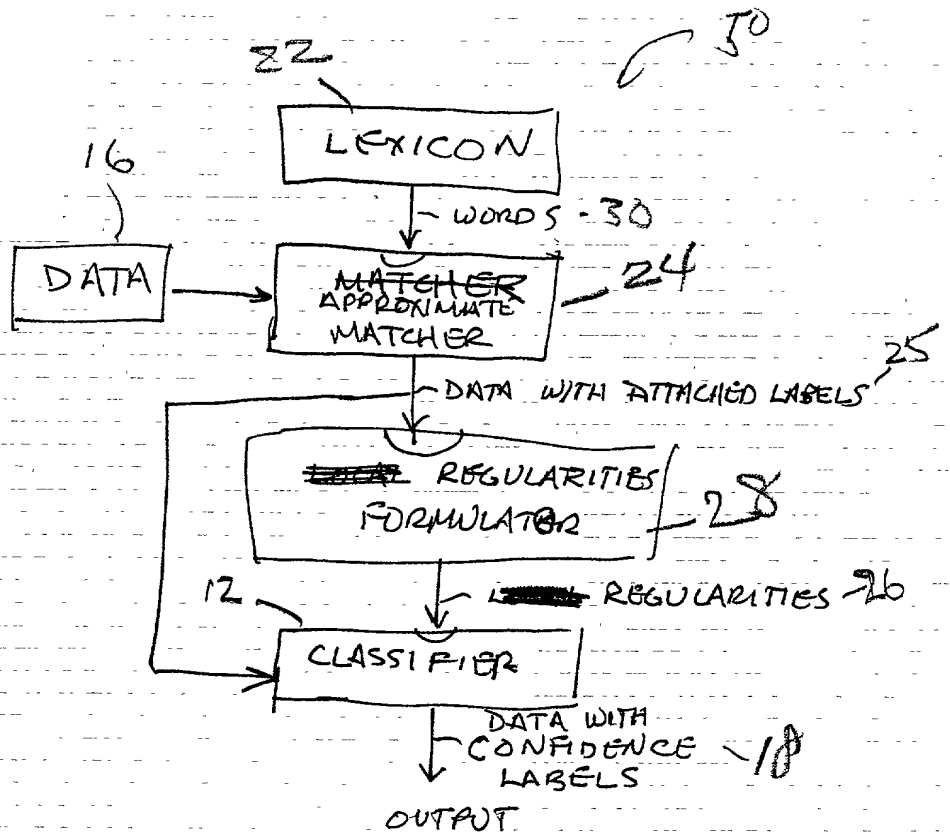 50
22
LEXICON
16
WORDS - 30
DATA
MATCHER
APPROXIMATE
MATCHER
24
25
DATA WITH ATTACHED LABELS
LOCAL REGULARITIES
FORMULATOR
28
12
REGULARITIES 26
CLASSIFIER
DATA WITH
CONFIDENCE
LABELS
18
OUTPUT